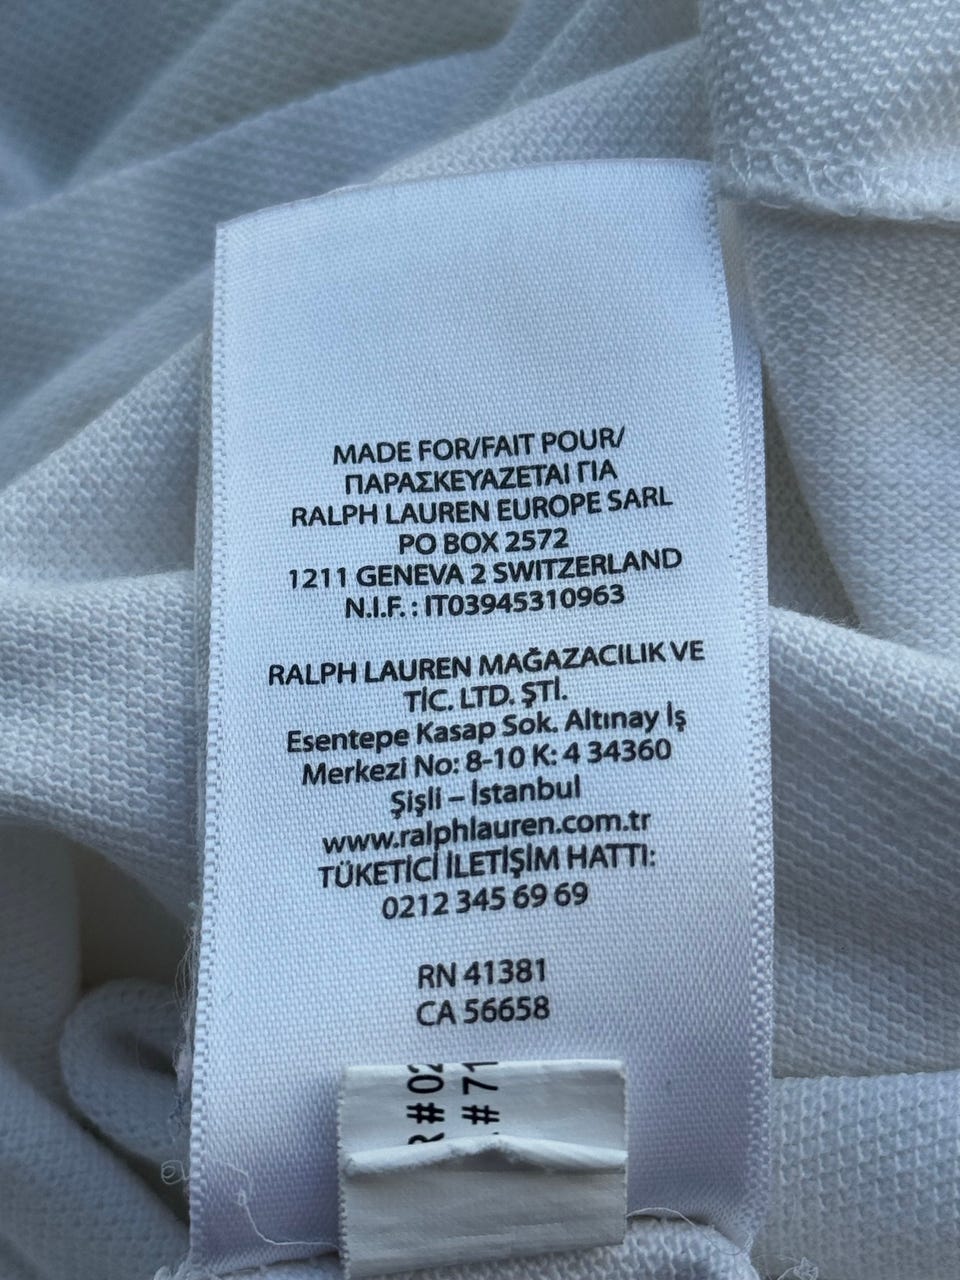 MADE FOR/FAIT POUR/
ΠΑΡΑΣΚΕΥΑΖΕΤΑΙ ΓΙΑ
RALPH LAUREN EUROPE SARL
PO BOX 2572
1211 GENEVA 2 SWITZERLAND
N.I.F. : IT03945310963
RALPH LAUREN MAĞAZACILIK VE
TİC. LTD. ŞTİ.
Esentepe Kasap Sok. Altınay İş
Merkezi No: 8-10 K: 4 34360
Şişli – İstanbul
www.ralphlauren.com.tr
TÜKETİCİ İLETİŞİM HATTI:
0212 345 69 69
RN 41381
CA 56658
# 02
# 71